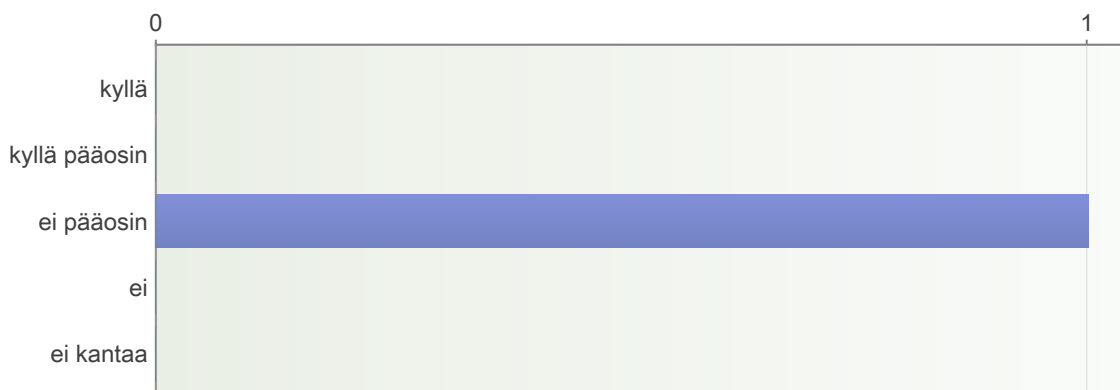 0 1
kyllä
kyllä pääosin
ei pääosin
ei
ei kantaa